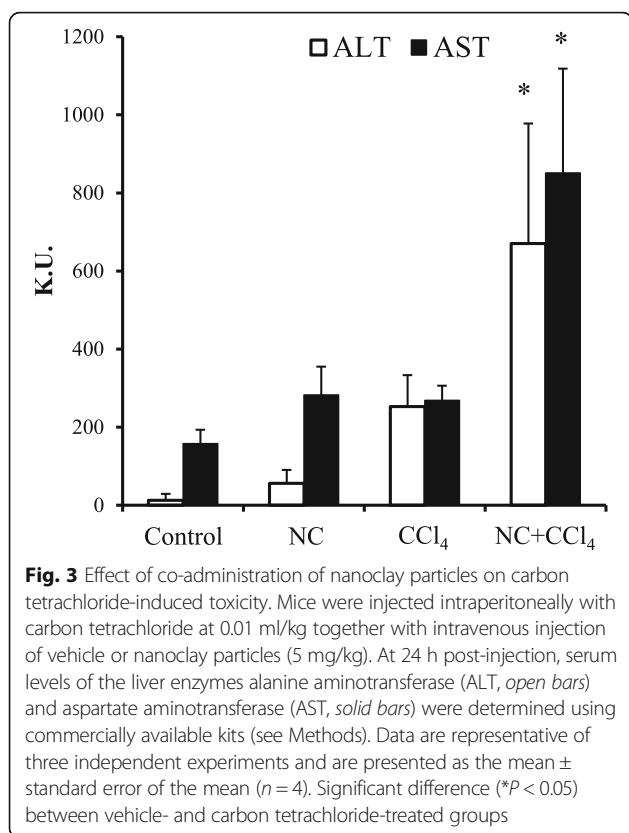 1200
ALT AST
*
*
1000
800
K.U.
600
400
200
0
Control NC CCl₄ NC+CCl₄
Fig. 3 Effect of co-administration of nanoclay particles on carbon
tetrachloride-induced toxicity. Mice were injected intraperitoneally with
carbon tetrachloride at 0.01 ml/kg together with intravenous injection
of vehicle or nanoclay particles (5 mg/kg). At 24 h post-injection, serum
levels of the liver enzymes alanine aminotransferase (ALT, open bars)
and aspartate aminotransferase (AST, solid bars) were determined using
commercially available kits (see Methods). Data are representative of
three independent experiments and are presented as the mean ±
standard error of the mean (n = 4). Significant difference (*P < 0.05)
between vehicle- and carbon tetrachloride-treated groups